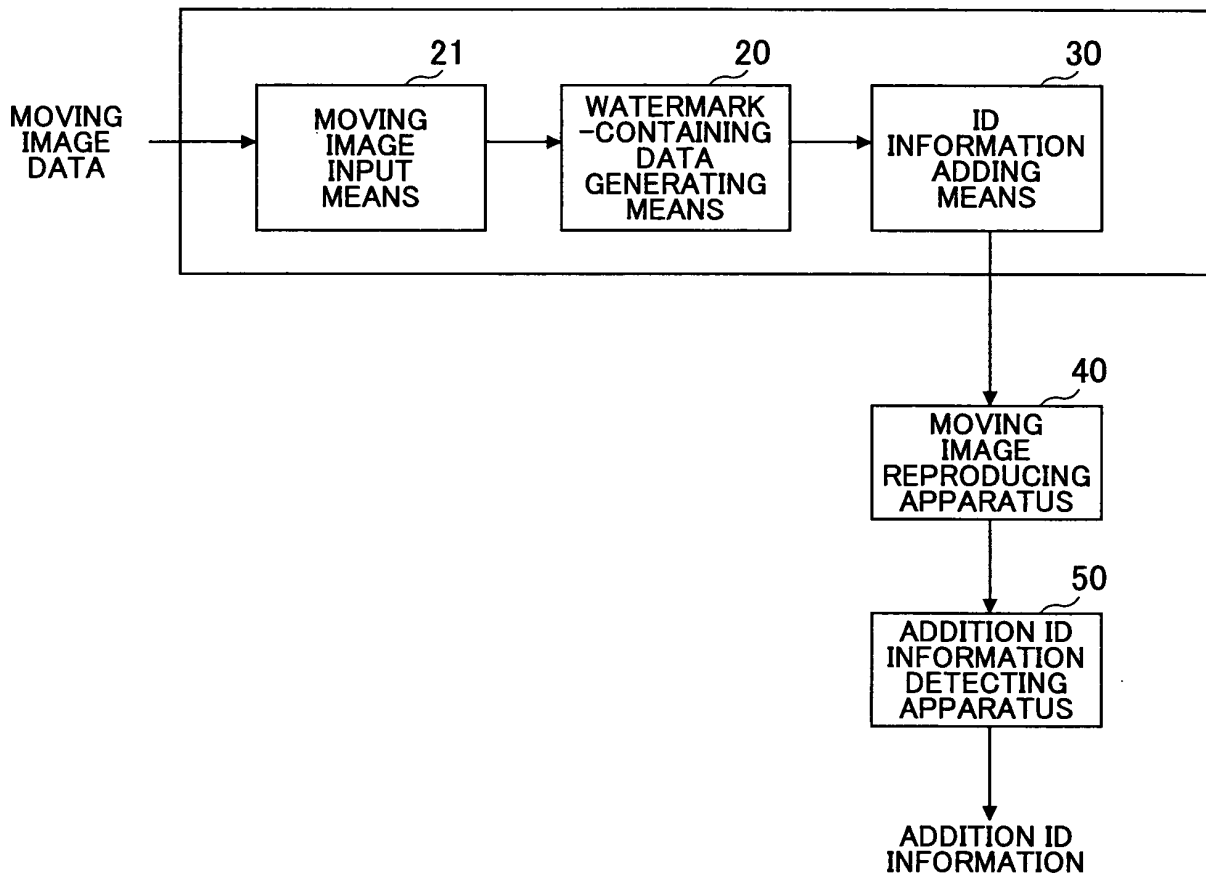 21
20
30
MOVING
IMAGE
DATA
MOVING
IMAGE
INPUT
MEANS
WATERMARK
-CONTAINING
DATA
GENERATING
MEANS
ID
INFORMATION
ADDING
MEANS
40
MOVING
IMAGE
REPRODUCING
APPARATUS
50
ADDITION ID
INFORMATION
DETECTING
APPARATUS
ADDITION ID
INFORMATION